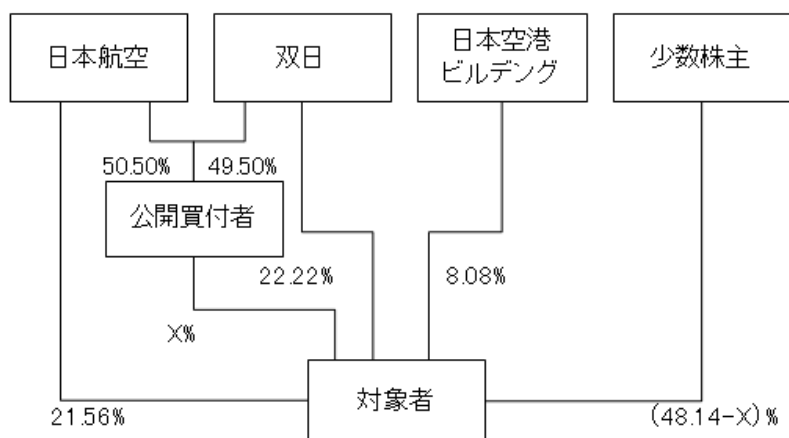 日本航空
双日
日本空港
ビルデング
少数株主
50.50%
49.50%
公開買付者
22.22%
8.08%
X%
対象者
21.56%
(48.14-X)%